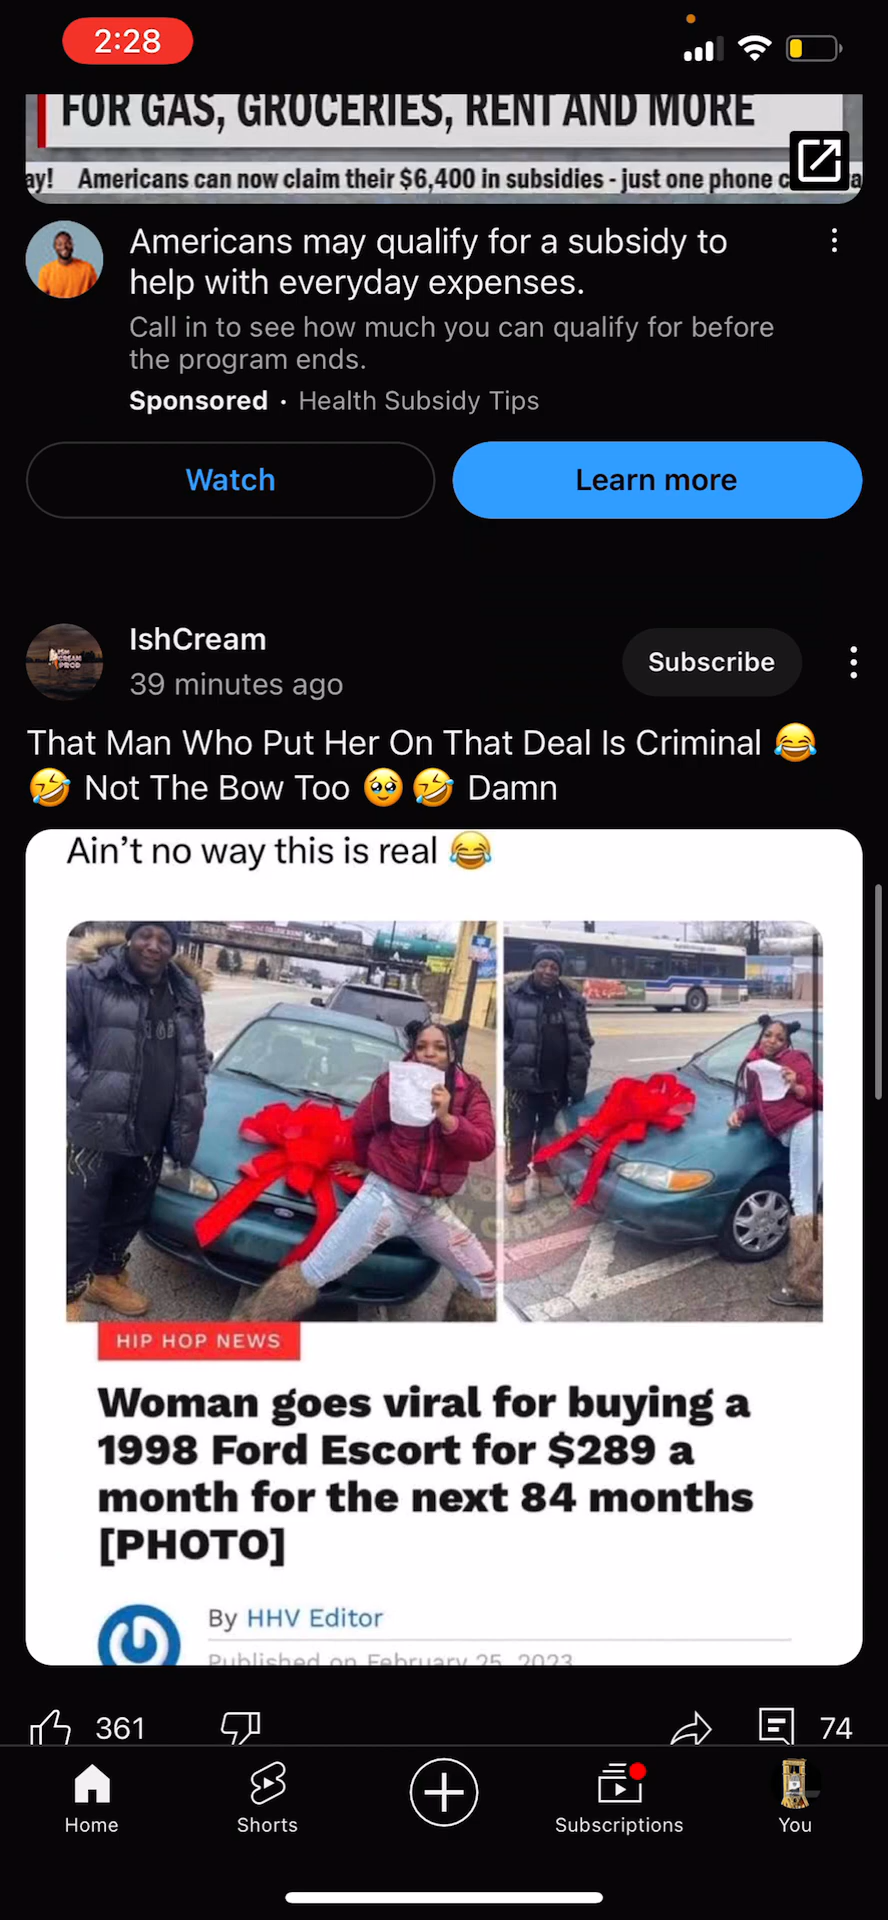 2:28
FOR GAS, GROCERIES, RENT AND MORE
ay! Americans can now claim their $6,400 in subsidies - just one phone
Americans may qualify for a subsidy to
help with everyday expenses.
Call in to see how much you can qualify for before
the program ends.
Sponsored · Health Subsidy Tips
Watch
Learn more
IshCream
39 minutes ago
Subscribe
That Man Who Put Her On That Deal Is Criminal 😂
🤣 Not The Bow Too 🥹🤣 Damn
Ain't no way this is real 😂
HIP HOP NEWS
Woman goes viral for buying a
1998 Ford Escort for $289 a
month for the next 84 months
[PHOTO]
By HHV Editor
Published on February 25, 2023
361
74
Home
Shorts
Subscriptions
You